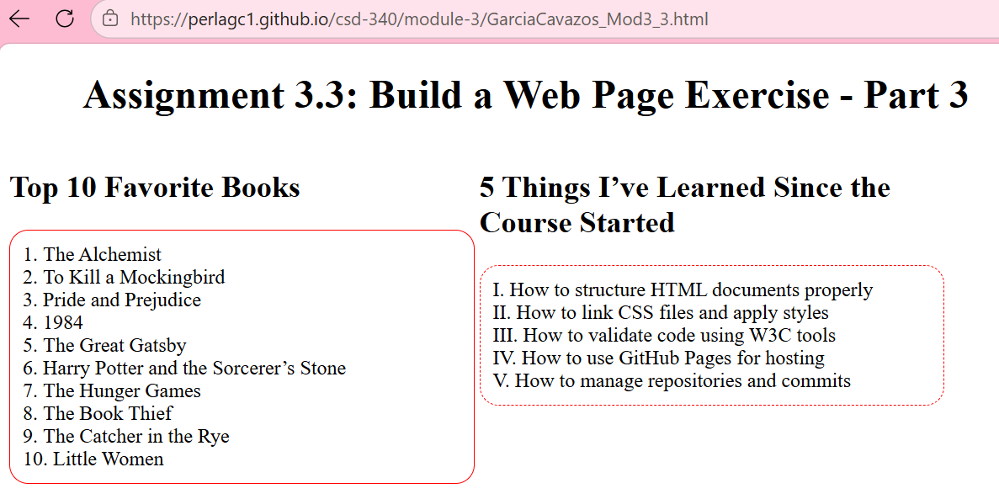 https://perlagc1.github.io/csd-340/module-3/GarciaCavazos_Mod3_3.html
Assignment 3.3: Build a Web Page Exercise - Part 3
Top 10 Favorite Books
1. The Alchemist
2. To Kill a Mockingbird
3. Pride and Prejudice
4. 1984
5. The Great Gatsby
6. Harry Potter and the Sorcerer’s Stone
7. The Hunger Games
8. The Book Thief
9. The Catcher in the Rye
10. Little Women
5 Things I’ve Learned Since the
Course Started
I. How to structure HTML documents properly
II. How to link CSS files and apply styles
III. How to validate code using W3C tools
IV. How to use GitHub Pages for hosting
V. How to manage repositories and commits